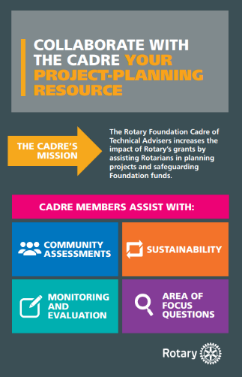 COLLABORATE WITH
THE CADRE YOUR
PROJECT-PLANNING
RESOURCE
THE CADRE'S
MISSION
The Rotary Foundation Cadre of
Technical Advisers increases the
impact of Rotary's grants by
assisting Rotarians in planning
projects and safeguarding
Foundation funds.
CADRE MEMBERS ASSIST WITH:
COMMUNITY
ASSESSMENTS
SUSTAINABILITY
MONITORING
AND
EVALUATION
AREA OF
FOCUS
QUESTIONS
Rotary